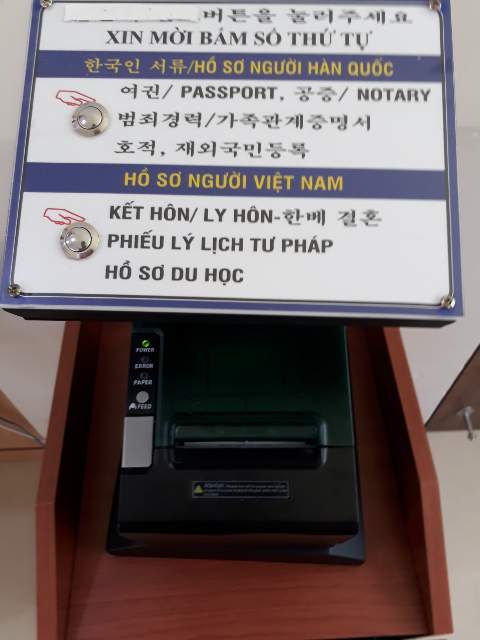 버튼을 눌러주세요
XIN MỜI BẤM SỐ THỨ TỰ
한국인 서류/HỒ SƠ NGƯỜI HÀN QUỐC
여권/ PASSPORT, 공증/ NOTARY
범죄경력/가족관계증명서
호적, 재외국민등록
HỒ SƠ NGƯỜI VIỆT NAM
KẾT HÔN/ LY HÔN-한베 결혼
PHIẾU LÝ LỊCH TƯ PHÁP
HỒ SƠ DU HỌC
POWER
ERROR
PAPER
FEED